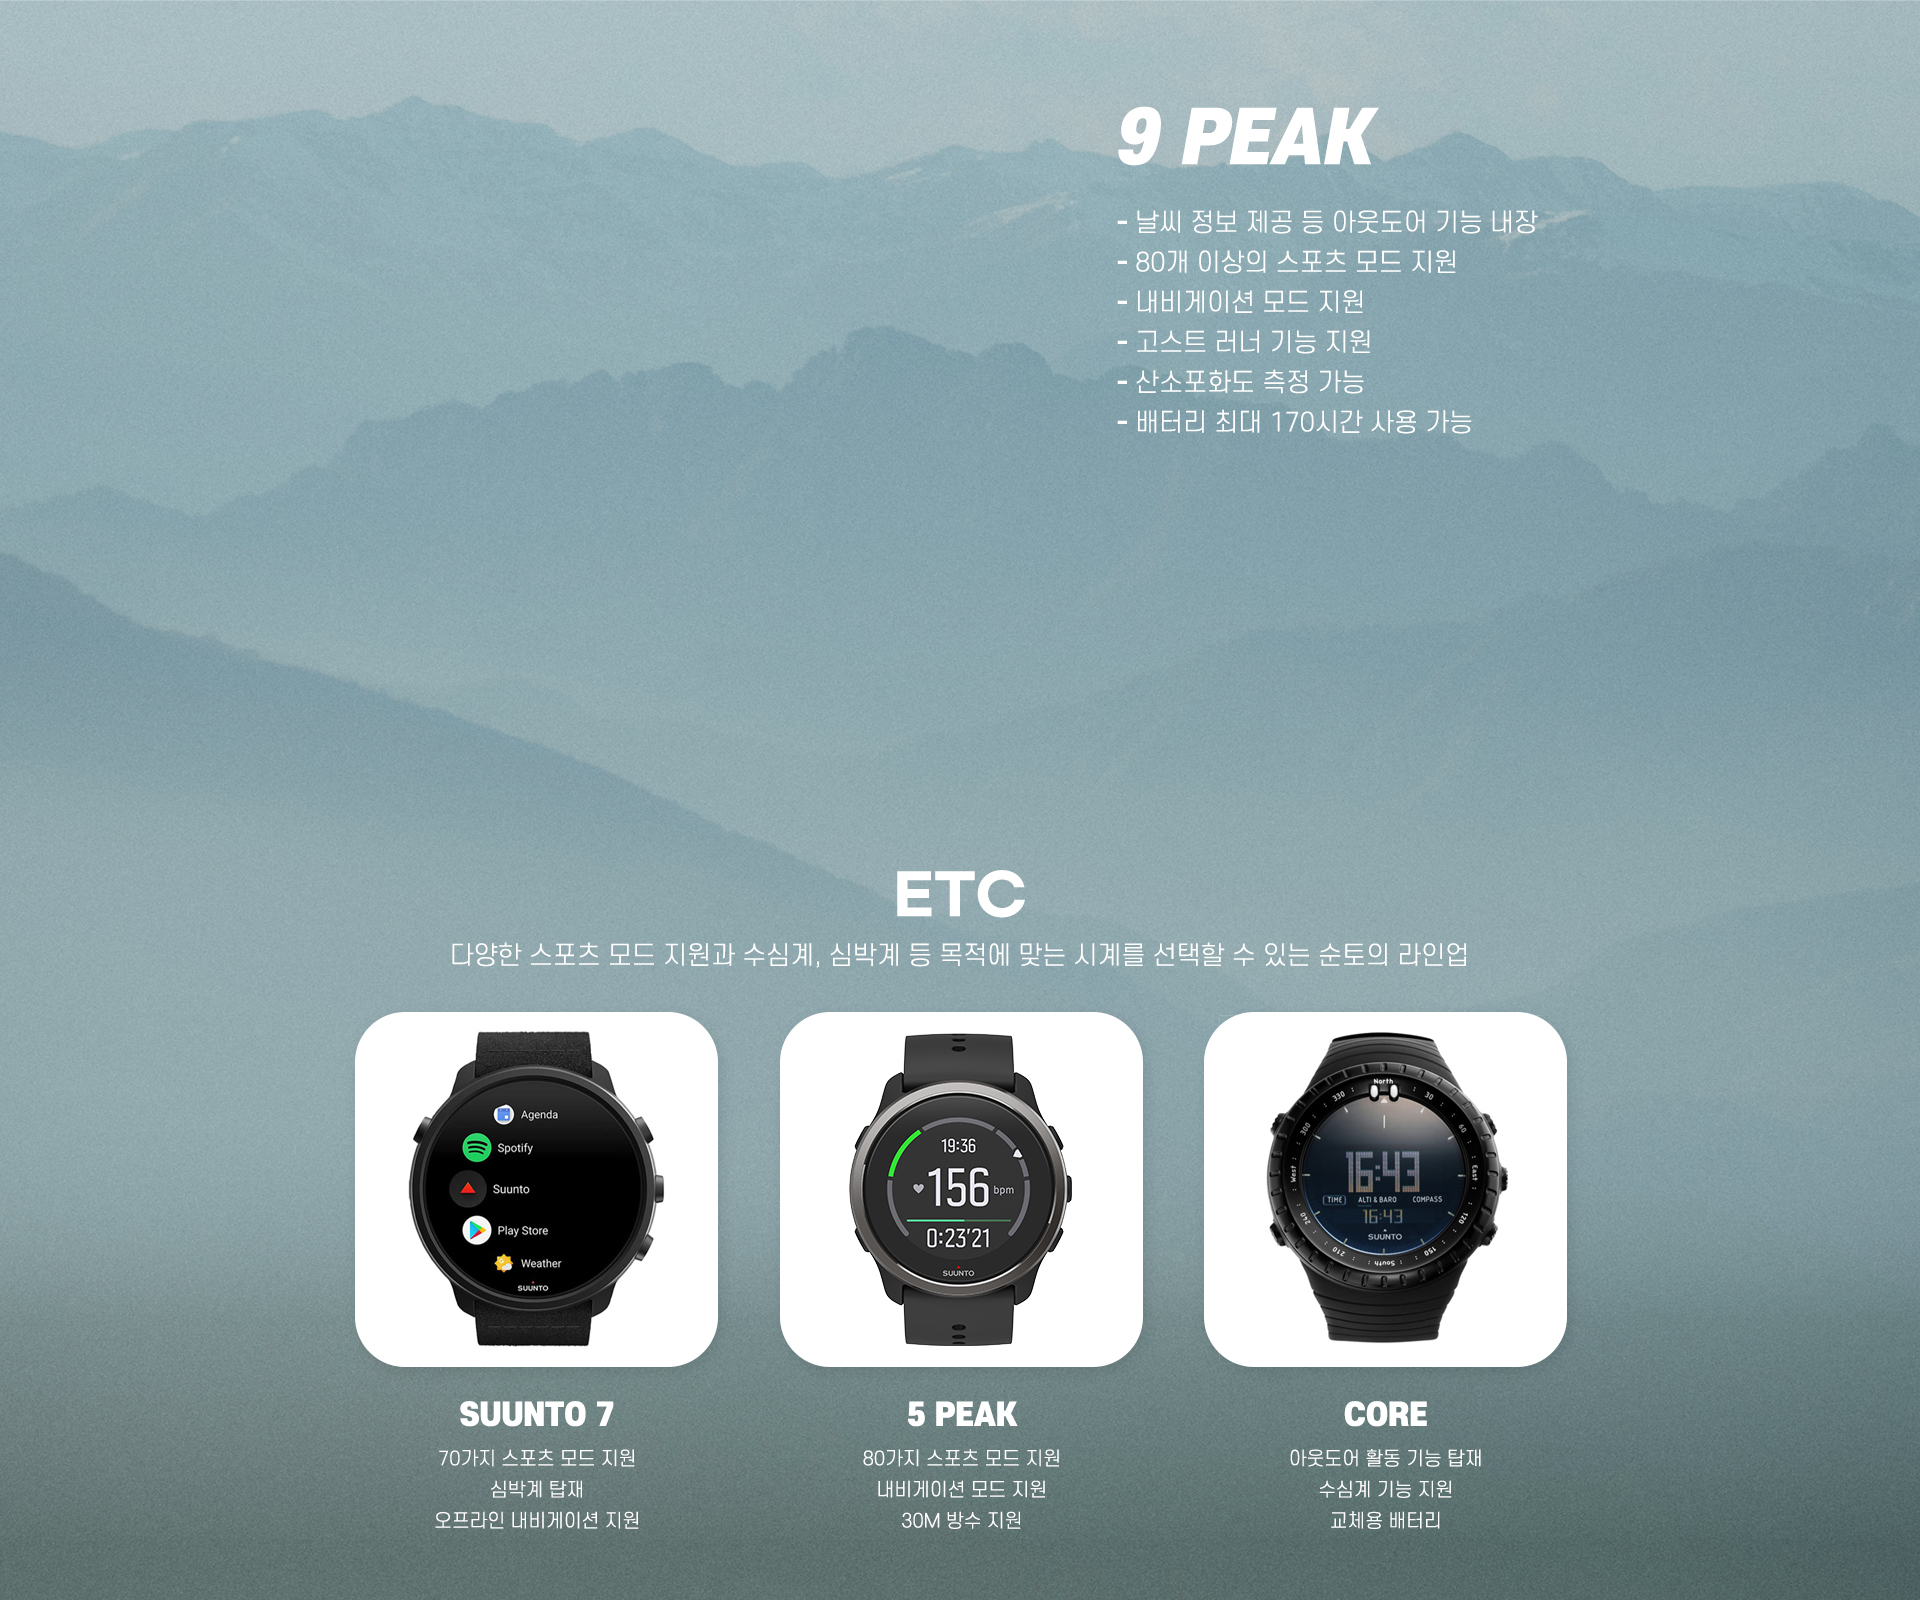 9 PEAK
- 날씨 정보 제공 등 아웃도어 기능 내장
- 80개 이상의 스포츠 모드 지원
- 내비게이션 모드 지원
- 고스트 러너 기능 지원
- 산소포화도 측정 가능
- 배터리 최대 170시간 사용 가능
ETC
다양한 스포츠 모드 지원과 수심계, 심박계 등 목적에 맞는 시계를 선택할 수 있는 순토의 라인업
Agenda
Spotify
Suunto
Play Store
Weather
SUUNTO
19:36
156 bpm
0:23'21
SUUNTO
North
30
60
East
120
150
South
210
240
West
300
330
16:43
TIME ALTI & BARO COMPASS
16:43
SUUNTO
SUUNTO 7
70가지 스포츠 모드 지원
심박계 탑재
오프라인 내비게이션 지원
5 PEAK
80가지 스포츠 모드 지원
내비게이션 모드 지원
30M 방수 지원
CORE
아웃도어 활동 기능 탑재
수심계 기능 지원
교체용 배터리